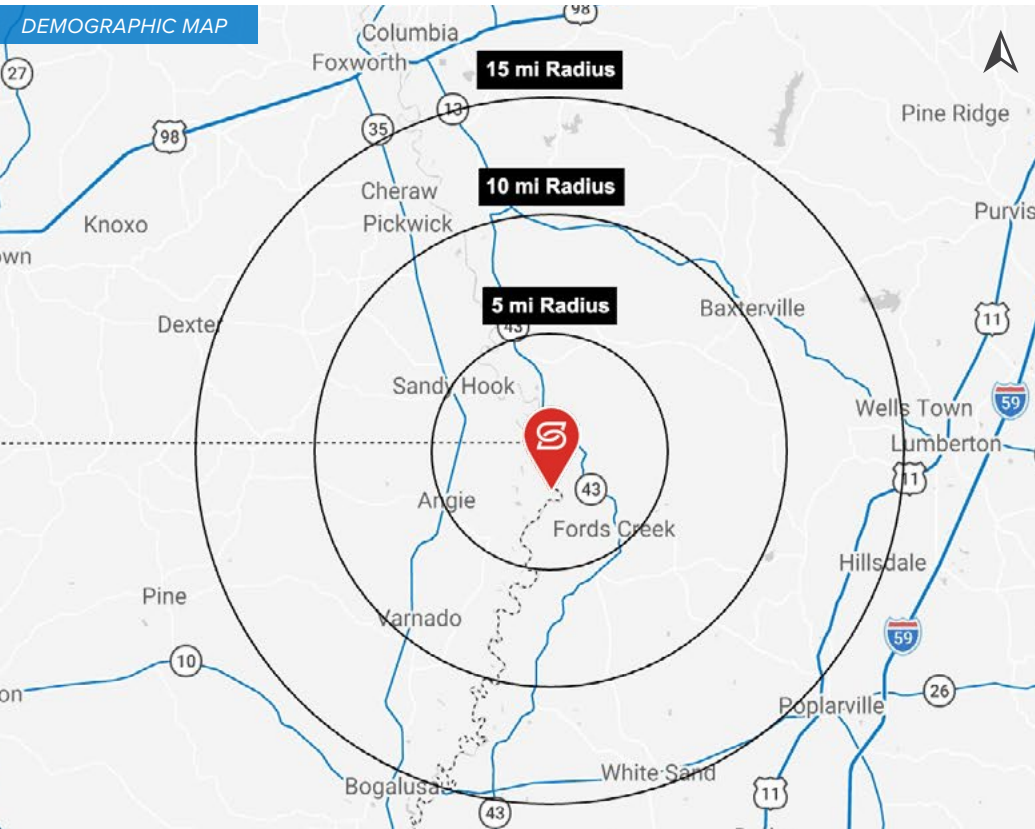 DEMOGRAPHIC MAP
98
Columbia
Foxworth
15 mi Radius
27
13
35
98
Pine Ridge
10 mi Radius
Cheraw
Pickwick
Knoxo
Purvis
own
5 mi Radius
43
Baxterville
11
Dexter
Sandy Hook
59
Wells Town
Lumberton
11
43
Angie
Fords Creek
Hillsdale
Pine
Varnado
59
10
on
26
Poplarville
White Sand
Bogalusa
11
43